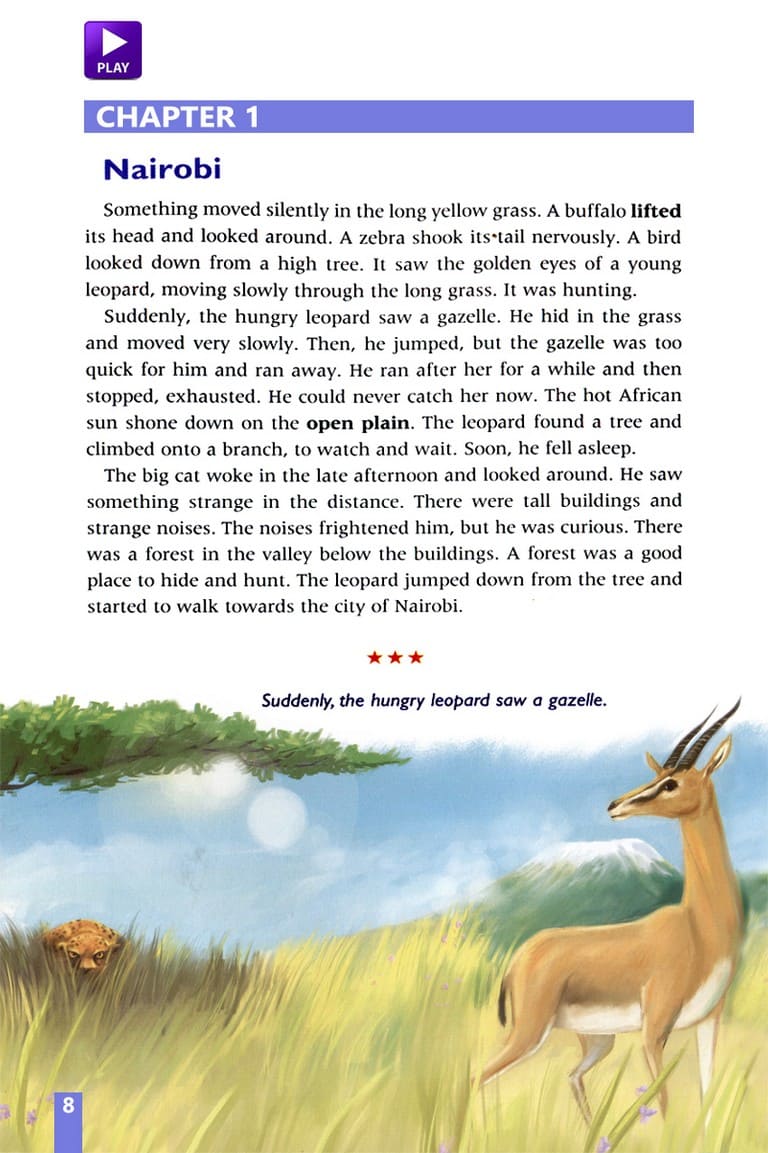 PLAY
CHAPTER 1
Nairobi
Something moved silently in the long yellow grass. A buffalo lifted
its head and looked around. A zebra shook its tail nervously. A bird
looked down from a high tree. It saw the golden eyes of a young
leopard, moving slowly through the long grass. It was hunting.
Suddenly, the hungry leopard saw a gazelle. He hid in the grass
and moved very slowly. Then, he jumped, but the gazelle was too
quick for him and ran away. He ran after her for a while and then
stopped, exhausted. He could never catch her now. The hot African
sun shone down on the open plain. The leopard found a tree and
climbed onto a branch, to watch and wait. Soon, he fell asleep.
The big cat woke in the late afternoon and looked around. He saw
something strange in the distance. There were tall buildings and
strange noises. The noises frightened him, but he was curious. There
was a forest in the valley below the buildings. A forest was a good
place to hide and hunt. The leopard jumped down from the tree and
started to walk towards the city of Nairobi.
★★★
Suddenly, the hungry leopard saw a gazelle.
8